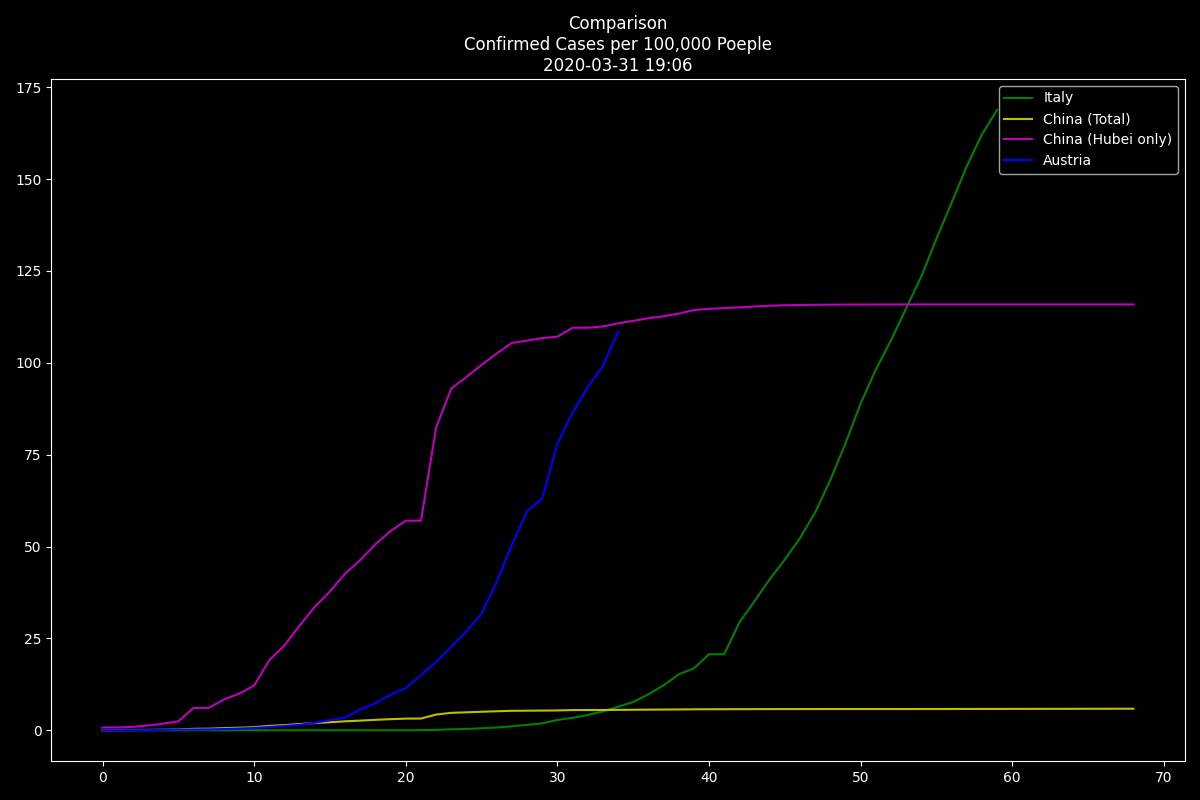 Comparison
Confirmed Cases per 100,000 Poeple
2020-03-31 19:06
175
150
125
100
75
50
25
0
Italy
China (Total)
China (Hubei only)
Austria
0 10 20 30 40 50 60 70